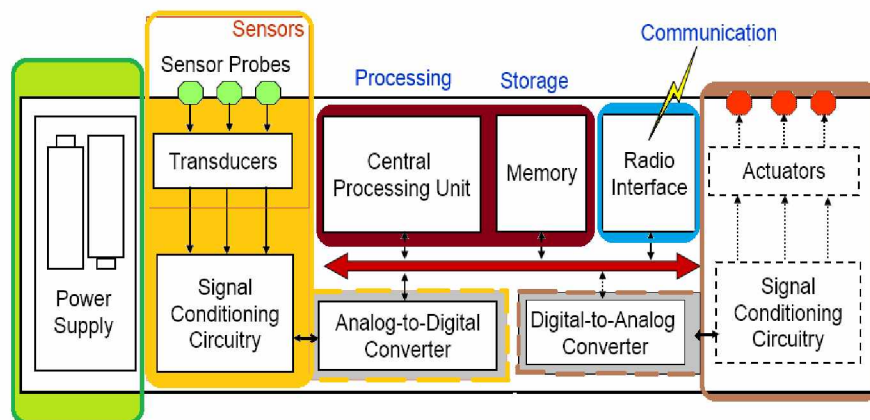 Sensors
Communication
Sensor Probes
Processing
Storage
Transducers
Central
Processing Unit
Memory
Radio
Interface
Actuators
Power
Supply
Signal
Conditioning
Circuitry
Analog-to-Digital
Converter
Digital-to-Analog
Converter
Signal
Conditioning
Circuitry